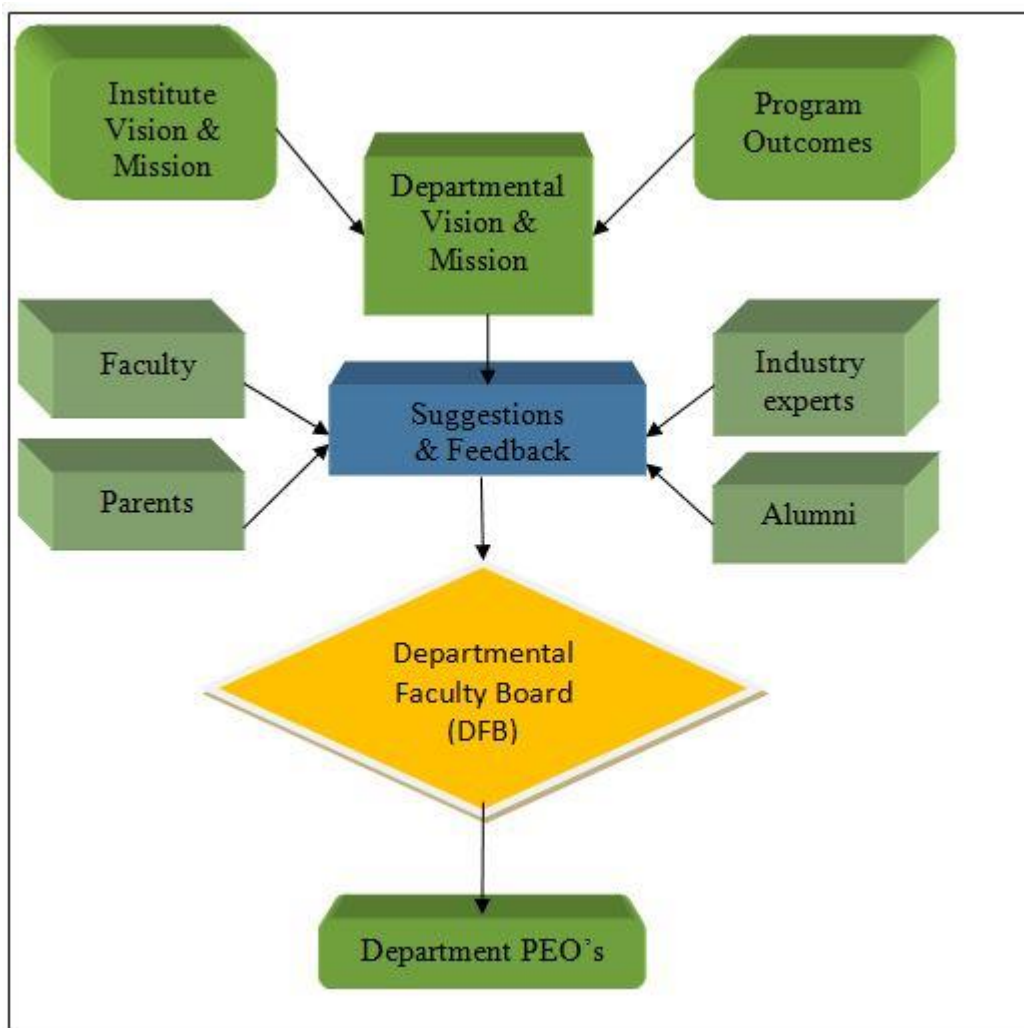 Institute
Vision &
Mission
Program
Outcomes
Departmental
Vision &
Mission
Faculty
Industry
experts
Suggestions
& Feedback
Parents
Alumni
Departmental
Faculty Board
(DFB)
Department PEO’s